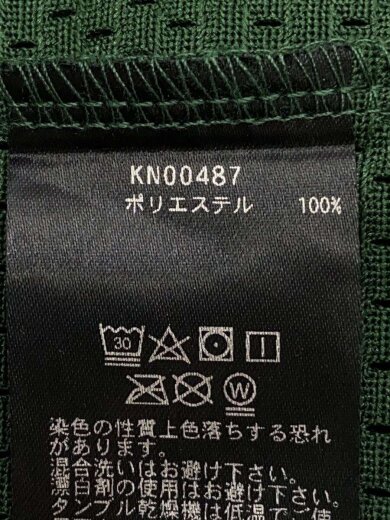 KN00487
ポリエステル 100%
30
W
染色の性質上色落ちする恐れ
があります。
混合洗いはお避け下さい。
漂白剤の使用はお避け下さい。
タンブル乾燥機は低温でご使